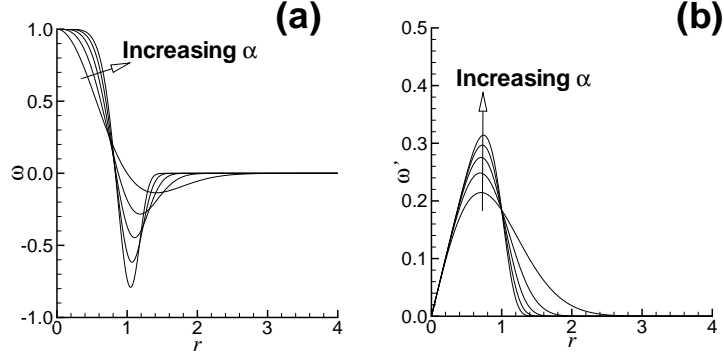 (a)
1.0
Increasing α
0.5
0.0
ω
-0.5
-1.0
0 1 2 3 4
r
(b)
0.5
Increasing α
0.4
0.3
ω'
0.2
0.1
0.0
0 1 2 3 4
r